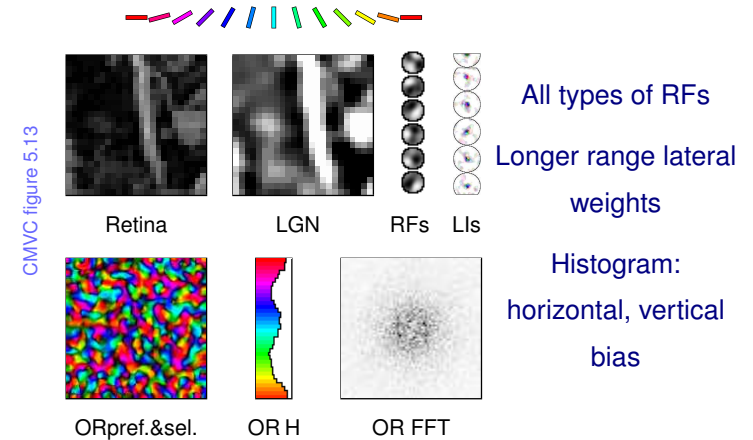 CMVC figure 5.13
Retina
LGN
RFs
LIs
ORpref.&sel.
OR H
OR FFT
All types of RFs
Longer range lateral
weights
Histogram:
horizontal, vertical
bias